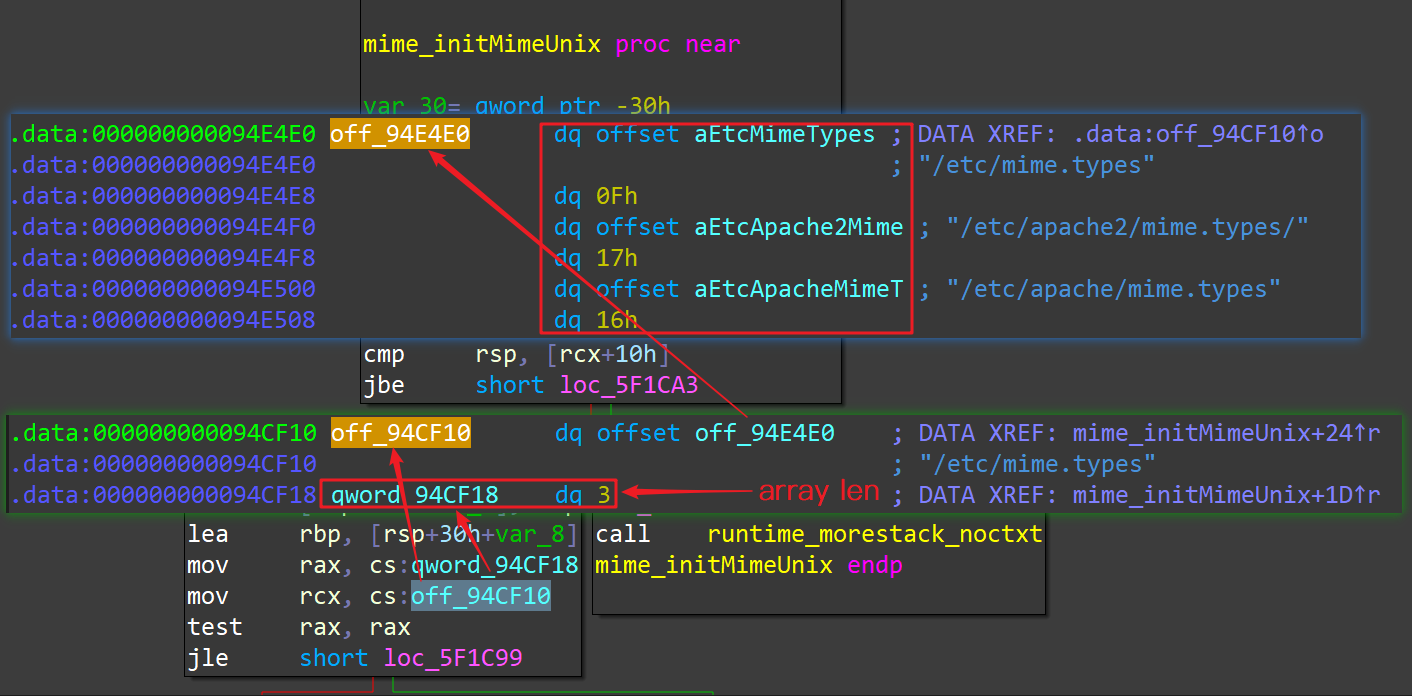 mime_initMimeUnix proc near
var_30= qword ptr -30h
.data:000000000094E4E0 off_94E4E0 dq offset aEtcMimeTypes ; DATA XREF: .data:off_94CF10↑o
.data:000000000094E4E0 ; "/etc/mime.types"
.data:000000000094E4E8 dq 0Fh
.data:000000000094E4F0 dq offset aEtcApache2Mime ; "/etc/apache2/mime.types/"
.data:000000000094E4F8 dq 17h
.data:000000000094E500 dq offset aEtcApacheMimeT ; "/etc/apache/mime.types"
.data:000000000094E508 dq 16h
cmp rsp, [rcx+10h]
jbe short loc_5F1CA3
.data:000000000094CF10 off_94CF10 dq offset off_94E4E0 ; DATA XREF: mime_initMimeUnix+24↑r
.data:000000000094CF10 ; "/etc/mime.types"
.data:000000000094CF18 qword_94CF18 dq 3 array len ; DATA XREF: mime_initMimeUnix+1D↑r
lea rbp, [rsp+30h+var_8]
mov rax, cs:qword_94CF18
mov rcx, cs:off_94CF10
test rax, rax
jle short loc_5F1C99
call runtime_morestack_noctxt
mime_initMimeUnix endp